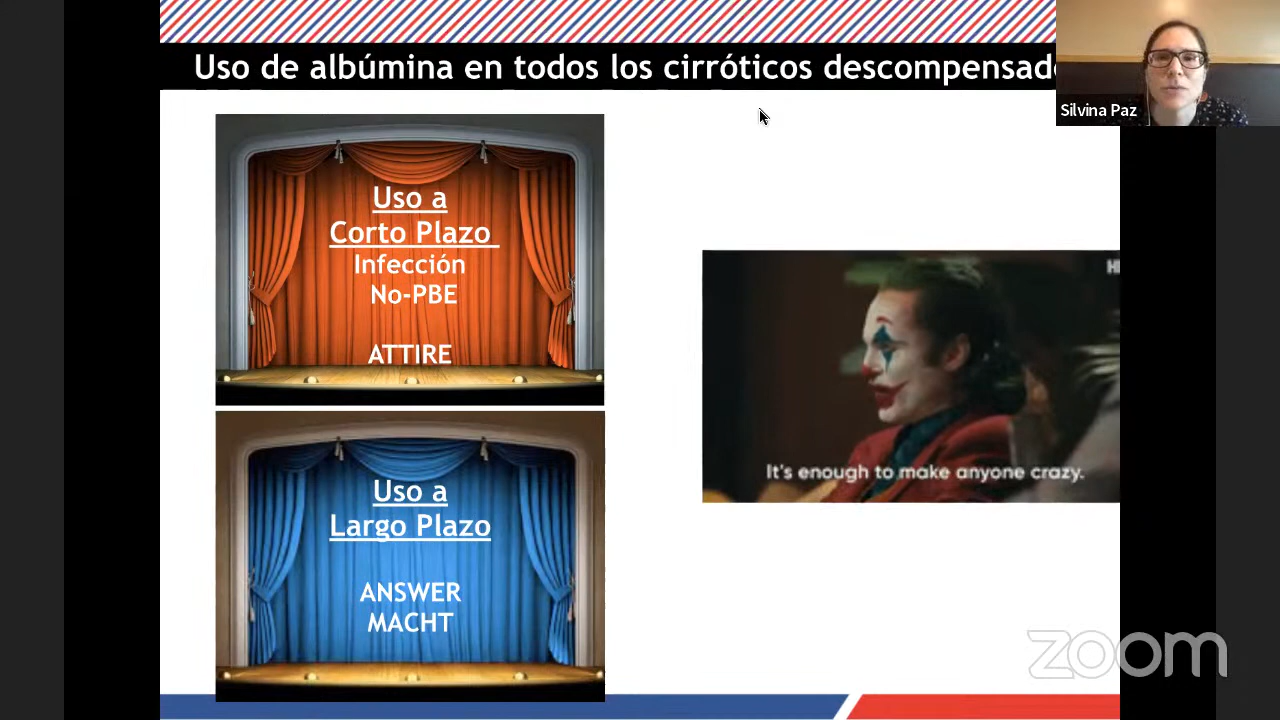 Uso de albúmina en todos los cirróticos descompensad
Silvina Paz
Uso a
Corto Plazo
Infección
No-PBE
ATTIRE
It's enough to make anyone crazy.
Uso a
Largo Plazo
ANSWER
MACHT
zoom